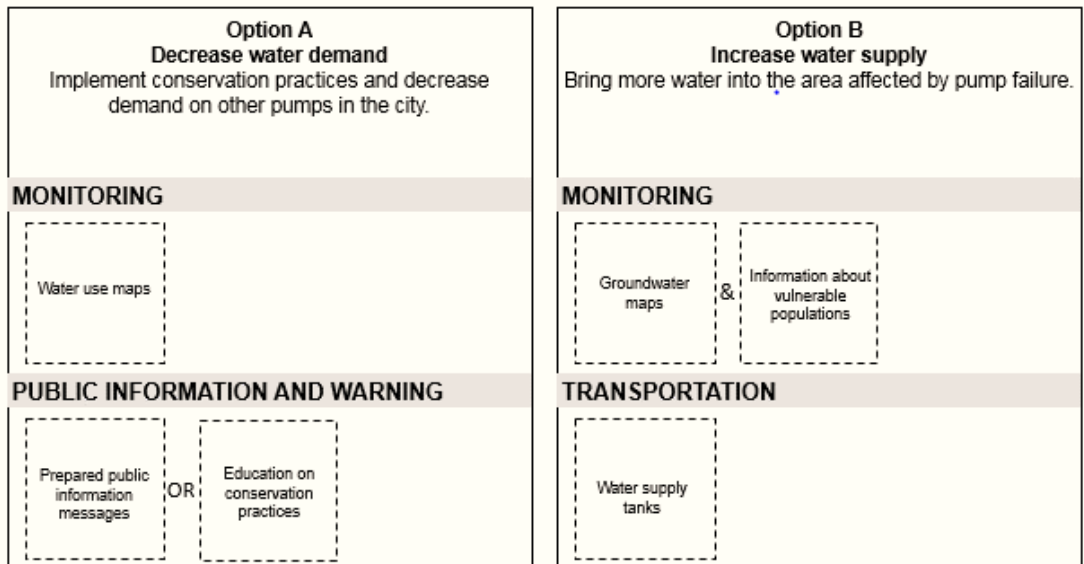 Option A
Decrease water demand
Implement conservation practices and decrease
demand on other pumps in the city.
MONITORING
Water use maps
PUBLIC INFORMATION AND WARNING
Prepared public
information
messages
OR
Education on
conservation
practices
Option B
Increase water supply
Bring more water into the area affected by pump failure.
MONITORING
Groundwater
maps
&
Information about
vulnerable
populations
TRANSPORTATION
Water supply
tanks